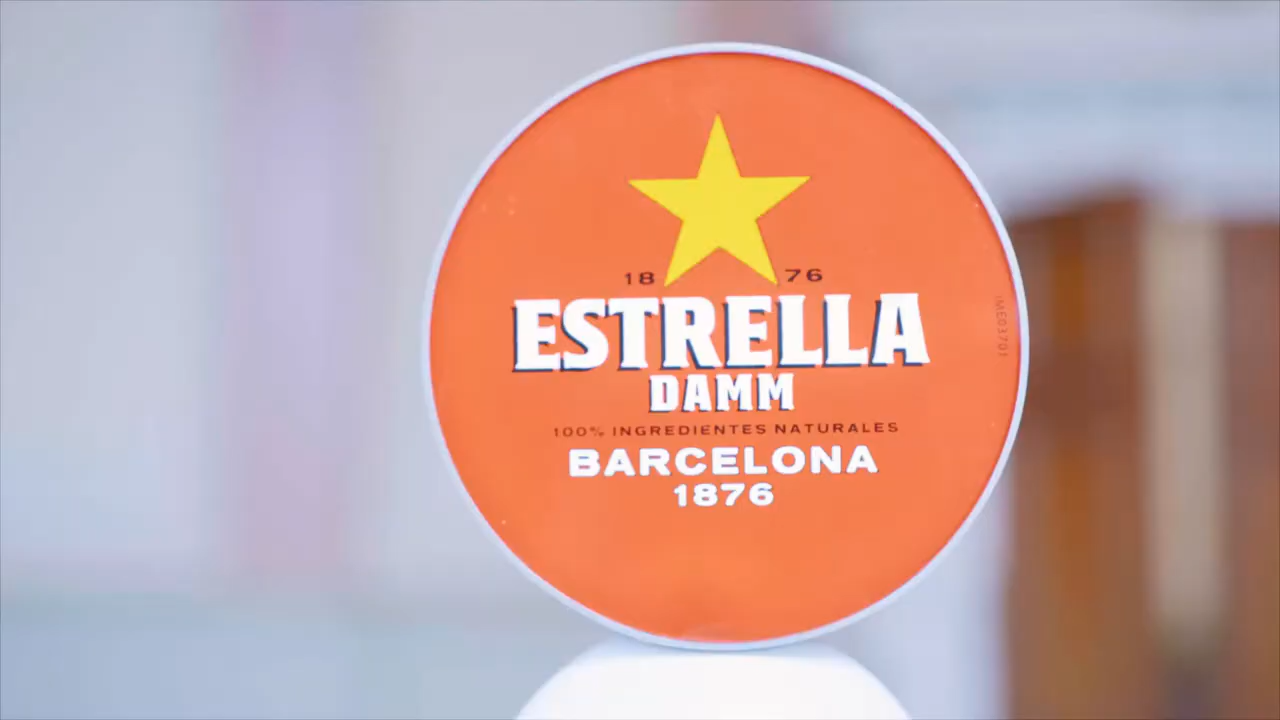 18 76
ESTRELLA
DAMM
100% INGREDIENTES NATURALES
BARCELONA
1876